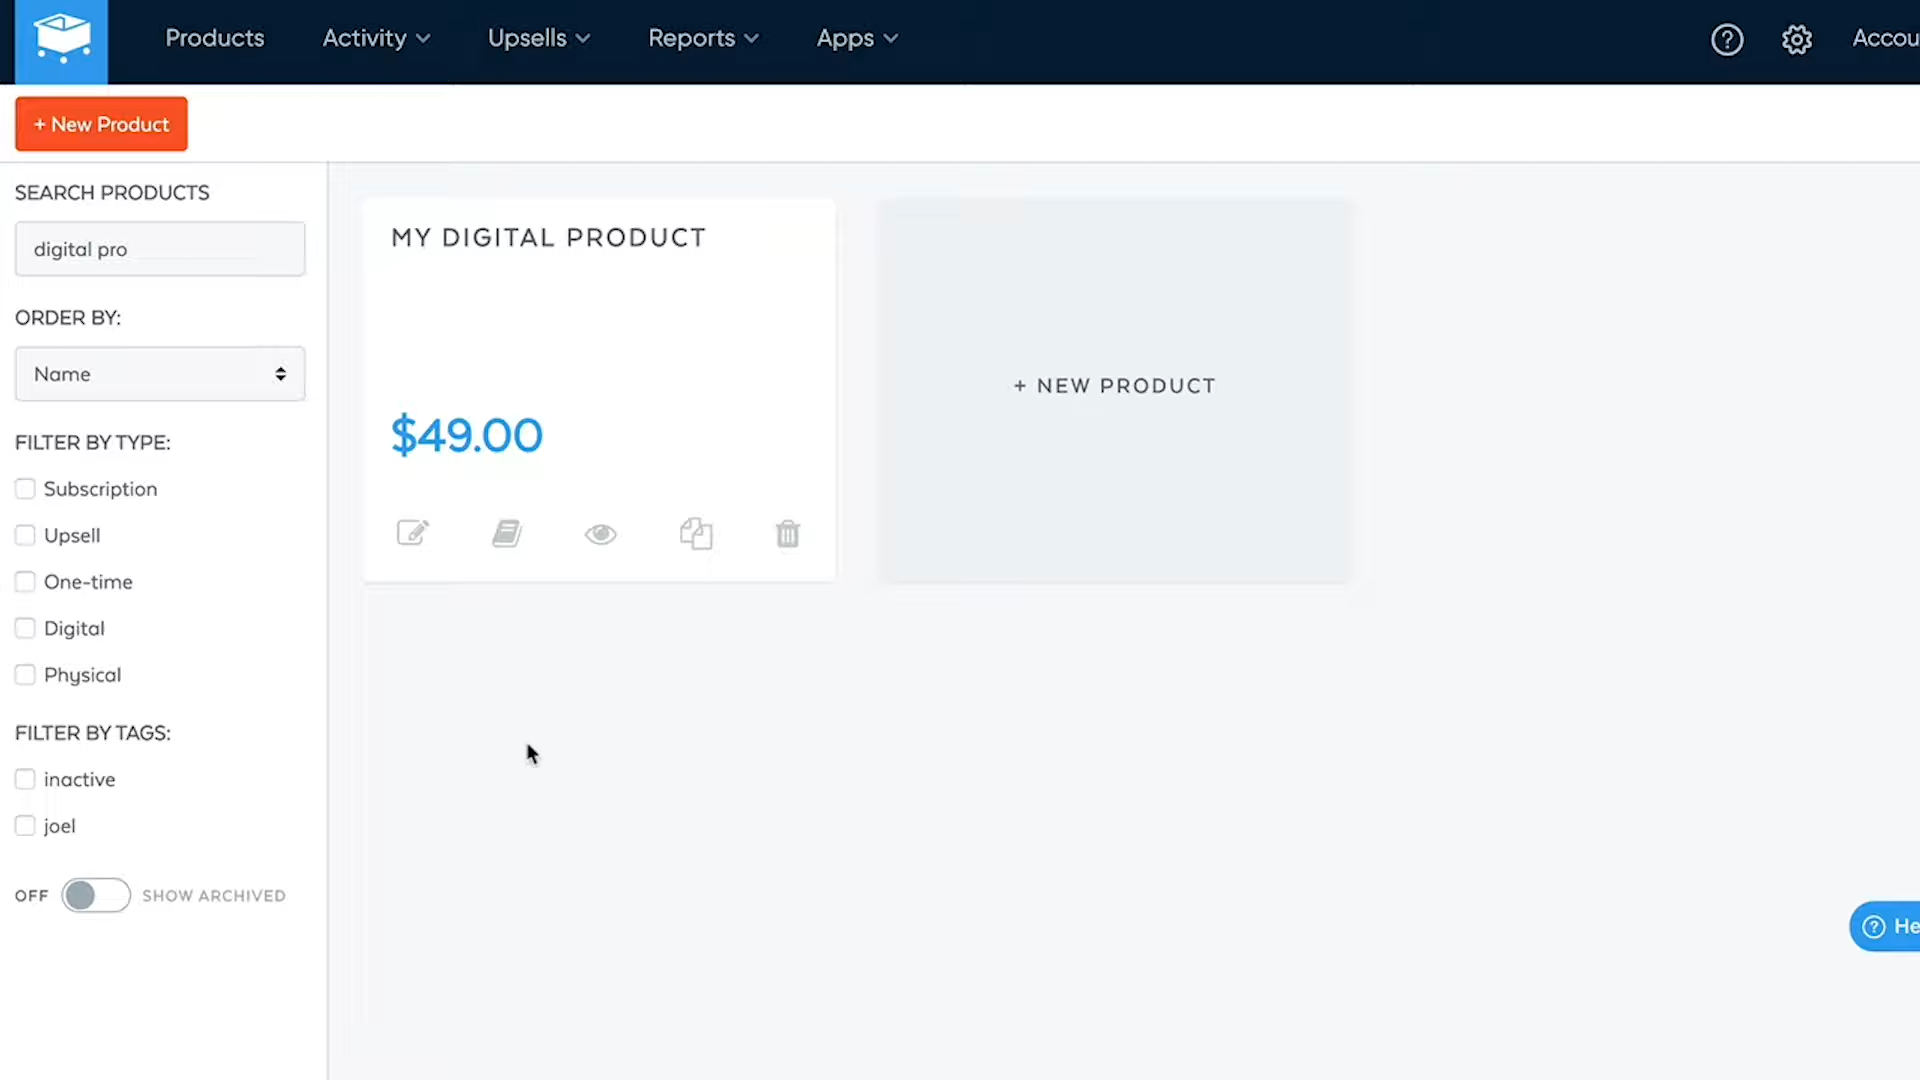 Products
Activity
Upsells
Reports
Apps
Accou
+ New Product
SEARCH PRODUCTS
digital pro
ORDER BY:
Name
FILTER BY TYPE:
Subscription
Upsell
One-time
Digital
Physical
FILTER BY TAGS:
inactive
joel
OFF
SHOW ARCHIVED
MY DIGITAL PRODUCT
$49.00
+ NEW PRODUCT
He